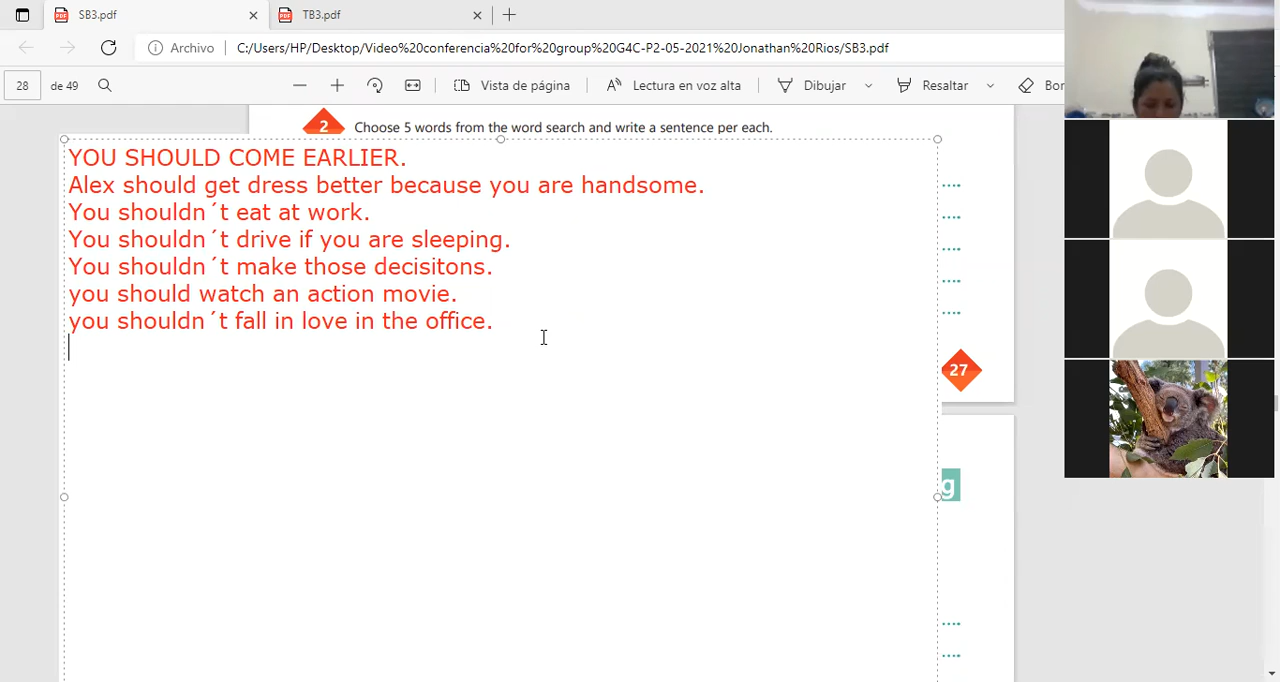 SB3.pdf
TB3.pdf
Archivo
C:/Users/HP/Desktop/Video%20conferencia%20for%20group%20G4C-P2-05-2021%20Jonathan%20Rios/SB3.pdf
28 de 49
Vista de página
Lectura en voz alta
Dibujar
Resaltar
Bor
2 Choose 5 words from the word search and write a sentence per each.
YOU SHOULD COME EARLIER.
Alex should get dress better because you are handsome.
You shouldn´t eat at work.
You shouldn´t drive if you are sleeping.
You shouldn´t make those decisitons.
you should watch an action movie.
you shouldn´t fall in love in the office.
27
g